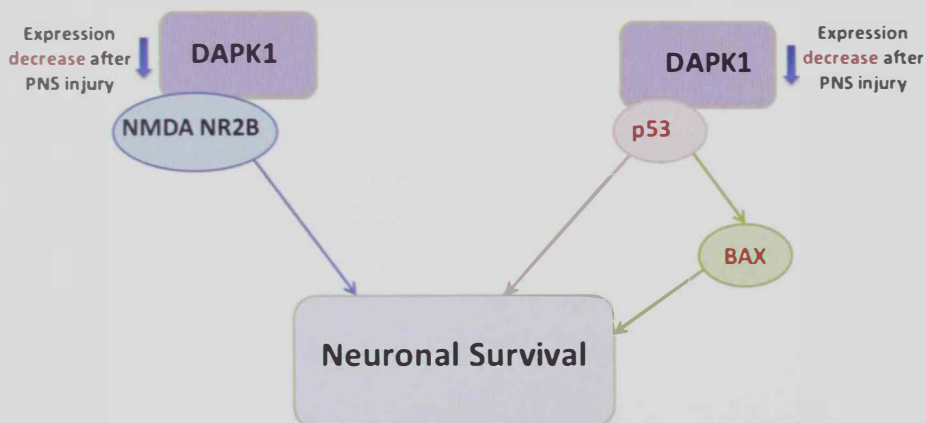 Expression
decrease after
PNS injury
DAPK1
NMDA NR2B
DAPK1
Expression
decrease after
PNS injury
p53
BAX
Neuronal Survival